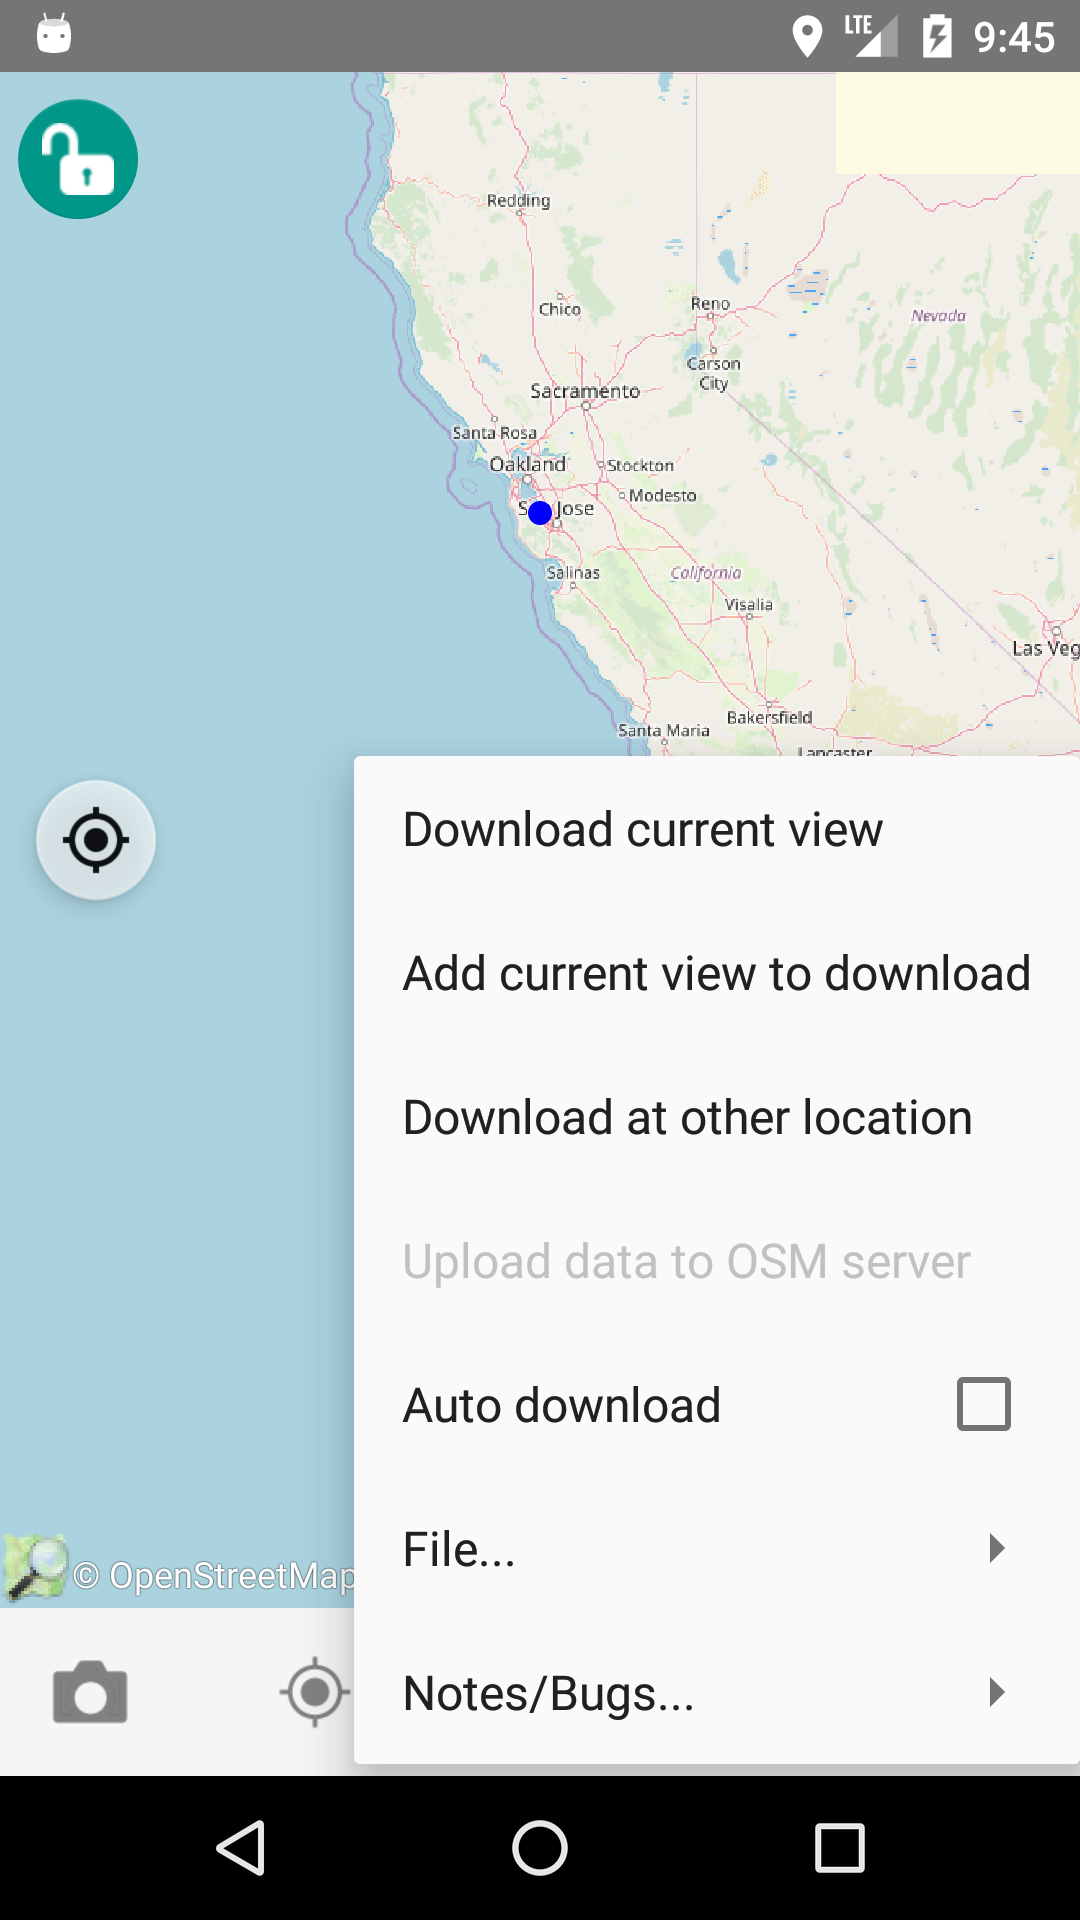 LTE 9:45
Redding
Chico
Reno
Nevada
Carson
City
Sacramento
Santa Rosa
Oakland
Stockton
Modesto
Jose
Salinas
California
Visalia
Las Veg
Bakersfield
Santa Maria
Lancaster
Download current view
Add current view to download
Download at other location
Upload data to OSM server
Auto download
File...
© OpenStreetMap
Notes/Bugs...